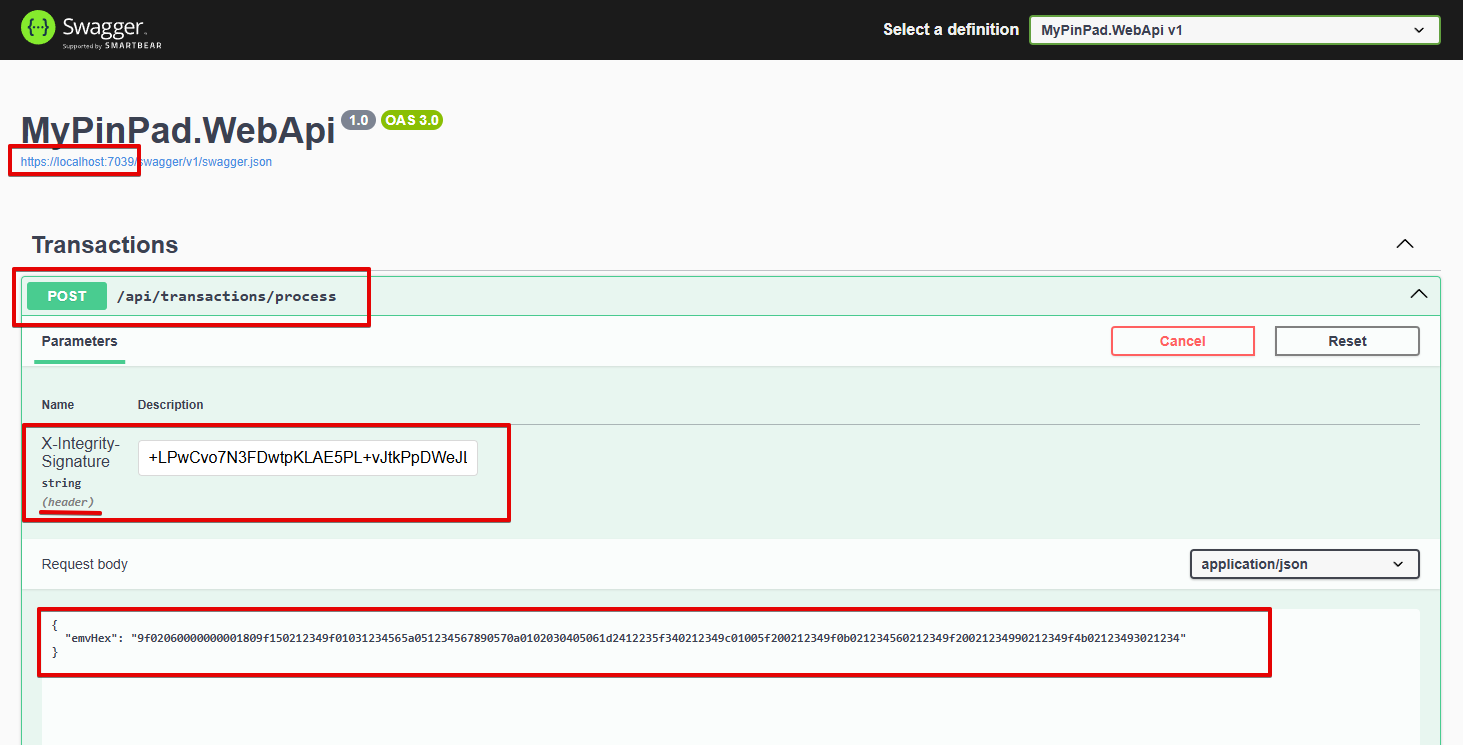 Swagger
Supported by SMARTBEAR
Select a definition
MyPinPad.WebApi v1
MyPinPad.WebApi 1.0 OAS 3.0
https://localhost:7039/swagger/v1/swagger.json
Transactions
POST /api/transactions/process
Parameters
Cancel
Reset
Name Description
X-Integrity-
Signature
string
(header)
+LPwCvo7N3FDwtpKLAE5PL+vJtkPpDWeJL
Request body
application/json
{
"emvHex": "9f02060000000001809f150212349f01031234565a051234567890570a0102030405061d2412235f340212349c01005f200212349f0b021234560212349f20021234990212349f4b02123493021234"
}